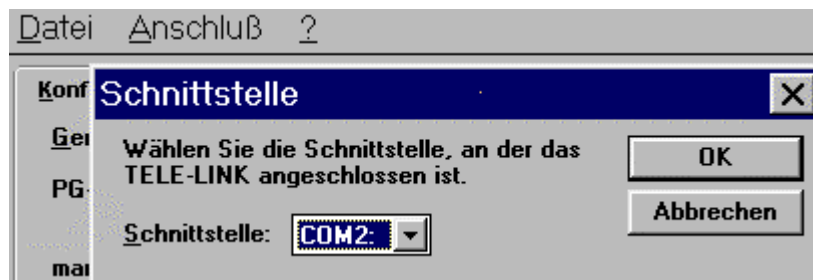 Datei Anschluß ?
Konf
Schnittstelle
Ger
Wählen Sie die Schnittstelle, an der das
TELE-LINK angeschlossen ist.
OK
PG-
Schnittstelle: COM2:
Abbrechen
mar